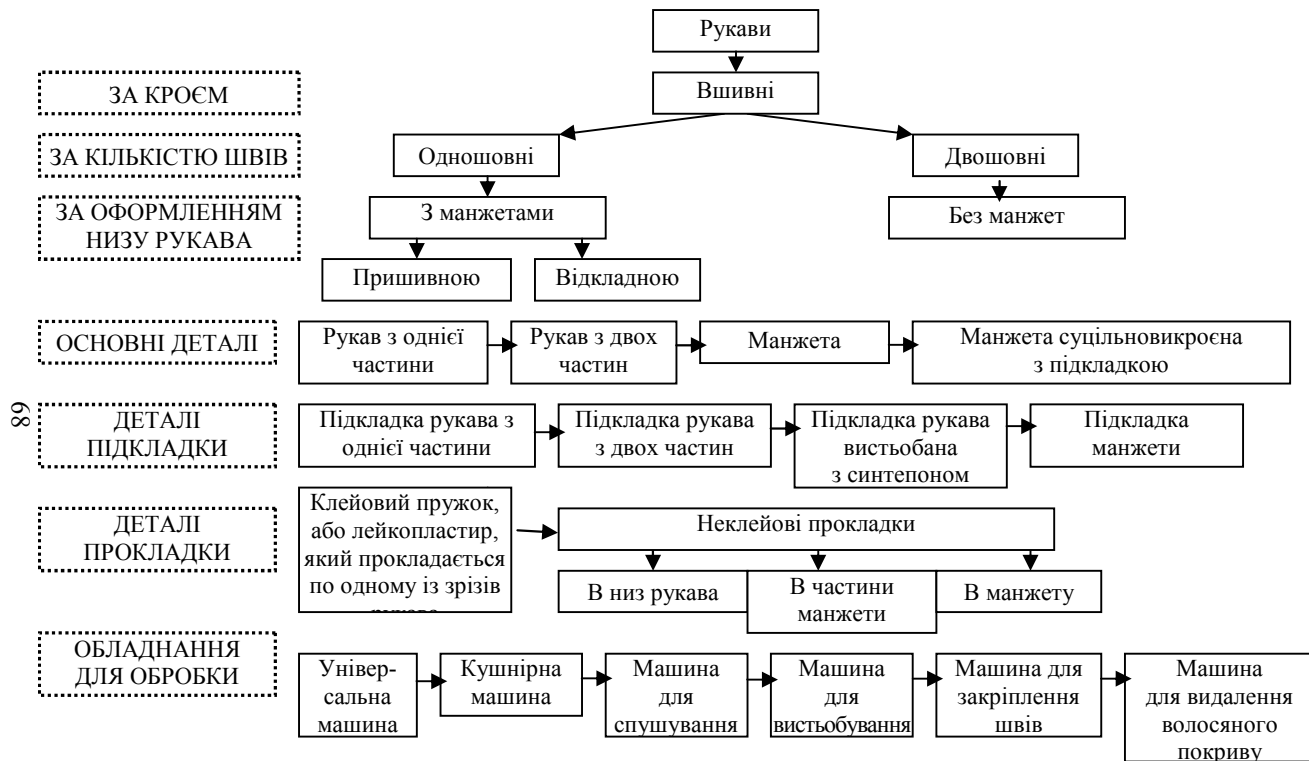 Рукави
ЗА КРОЄМ
Вшивні
ЗА КІЛЬКІСТЮ ШВІВ
Одношовні
Двошовні
ЗА ОФОРМЛЕННЯМ
НИЗУ РУКАВА
З манжетами
Без манжет
Пришивною
Відкладною
ОСНОВНІ ДЕТАЛІ
Рукав з однієї
частини
Рукав з двох
частин
Манжета
Манжета суцільновикроєна
з підкладкою
89
ДЕТАЛІ
ПІДКЛАДКИ
Підкладка рукава з
однієї частини
Підкладка рукава
з двох частин
Підкладка рукава
вистьобана
з синтепоном
Підкладка
манжети
ДЕТАЛІ
ПРОКЛАДКИ
Клейовий пружок,
або лейкопластир,
який прокладається
по одному із зрізів
Неклейові прокладки
В низ рукава
В частини
манжети
В манжету
ОБЛАДНАННЯ
ДЛЯ ОБРОБКИ
Універ-
сальна
машина
Кушнірна
машина
Машина
для
спушування
Машина
для
вистьобування
Машина для
закріплення
швів
Машина
для видалення
волосяного
покриву